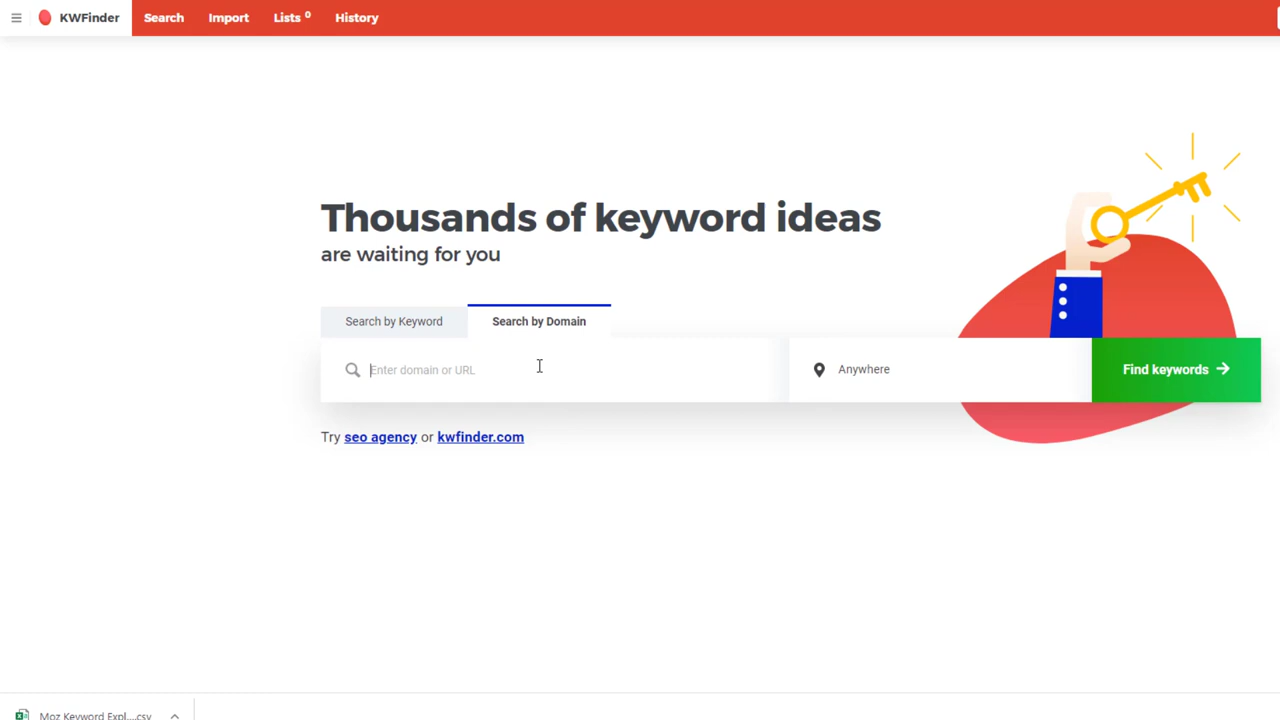 KWFinder Search Import Lists 0 History
Thousands of keyword ideas
are waiting for you
Search by Keyword Search by Domain
Enter domain or URL Anywhere Find keywords
Try seo agency or kwfinder.com
Moz Keyword Expl....csv